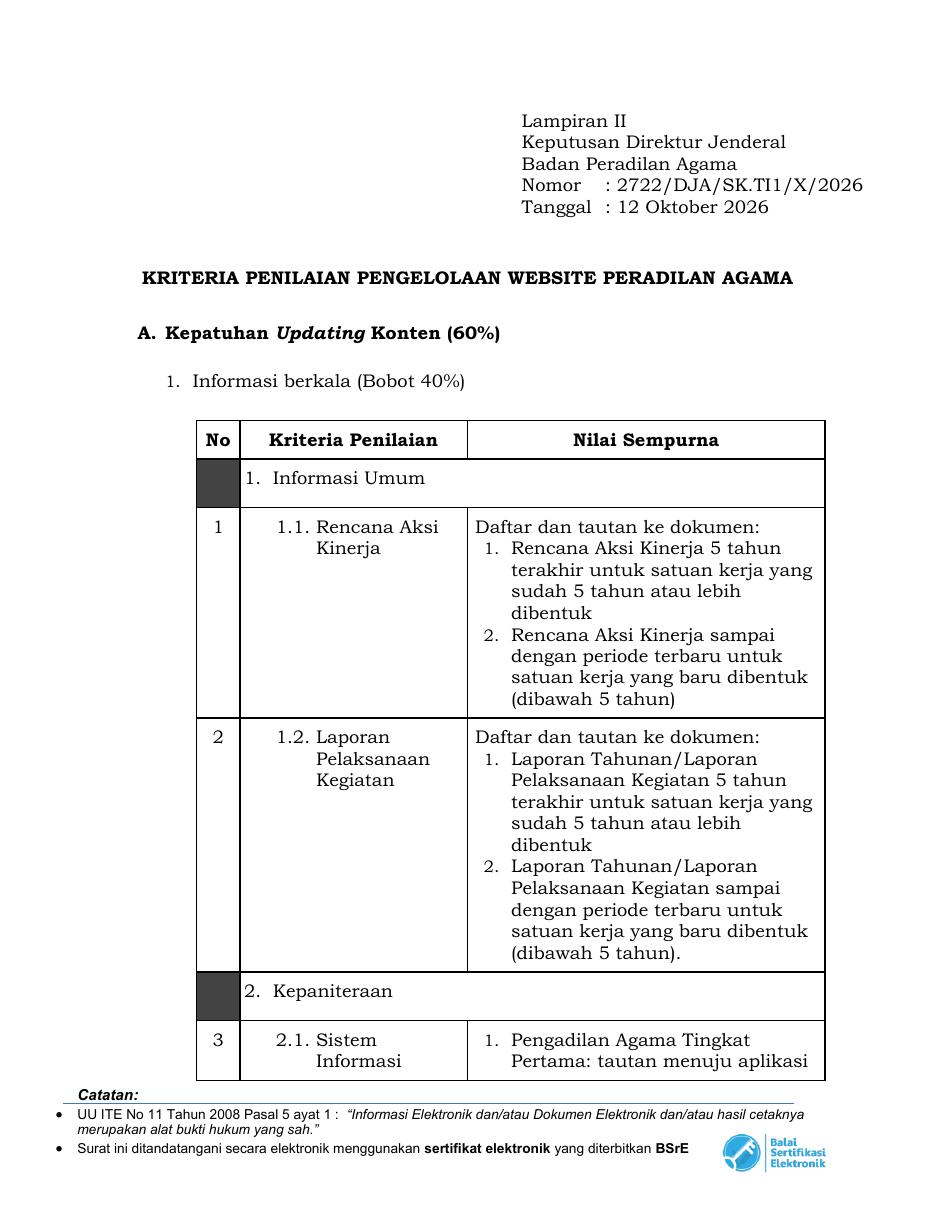 Lampiran II
Keputusan Direktur Jenderal
Badan Peradilan Agama
Nomor : 2722/DJA/SK.TI1/X/2026
Tanggal : 12 Oktober 2026
KRITERIA PENILAIAN PENGELOLAAN WEBSITE PERADILAN AGAMA
A. Kepatuhan Updating Konten (60%)
1. Informasi berkala (Bobot 40%)
No Kriteria Penilaian Nilai Sempurna
1. Informasi Umum
1 1.1. Rencana Aksi
Kinerja
Daftar dan tautan ke dokumen:
1. Rencana Aksi Kinerja 5 tahun
terakhir untuk satuan kerja yang
sudah 5 tahun atau lebih
dibentuk
2. Rencana Aksi Kinerja sampai
dengan periode terbaru untuk
satuan kerja yang baru dibentuk
(dibawah 5 tahun)
2 1.2. Laporan
Pelaksanaan
Kegiatan
Daftar dan tautan ke dokumen:
1. Laporan Tahunan/Laporan
Pelaksanaan Kegiatan 5 tahun
terakhir untuk satuan kerja yang
sudah 5 tahun atau lebih
dibentuk
2. Laporan Tahunan/Laporan
Pelaksanaan Kegiatan sampai
dengan periode terbaru untuk
satuan kerja yang baru dibentuk
(dibawah 5 tahun).
2. Kepaniteraan
3 2.1. Sistem
Informasi
1. Pengadilan Agama Tingkat
Pertama: tautan menuju aplikasi
Catatan:
• UU ITE No 11 Tahun 2008 Pasal 5 ayat 1 : “Informasi Elektronik dan/atau Dokumen Elektronik dan/atau hasil cetaknya
merupakan alat bukti hukum yang sah.”
• Surat ini ditandatangani secara elektronik menggunakan sertifikat elektronik yang diterbitkan BSrE
Balai
Sertifikasi
Elektronik